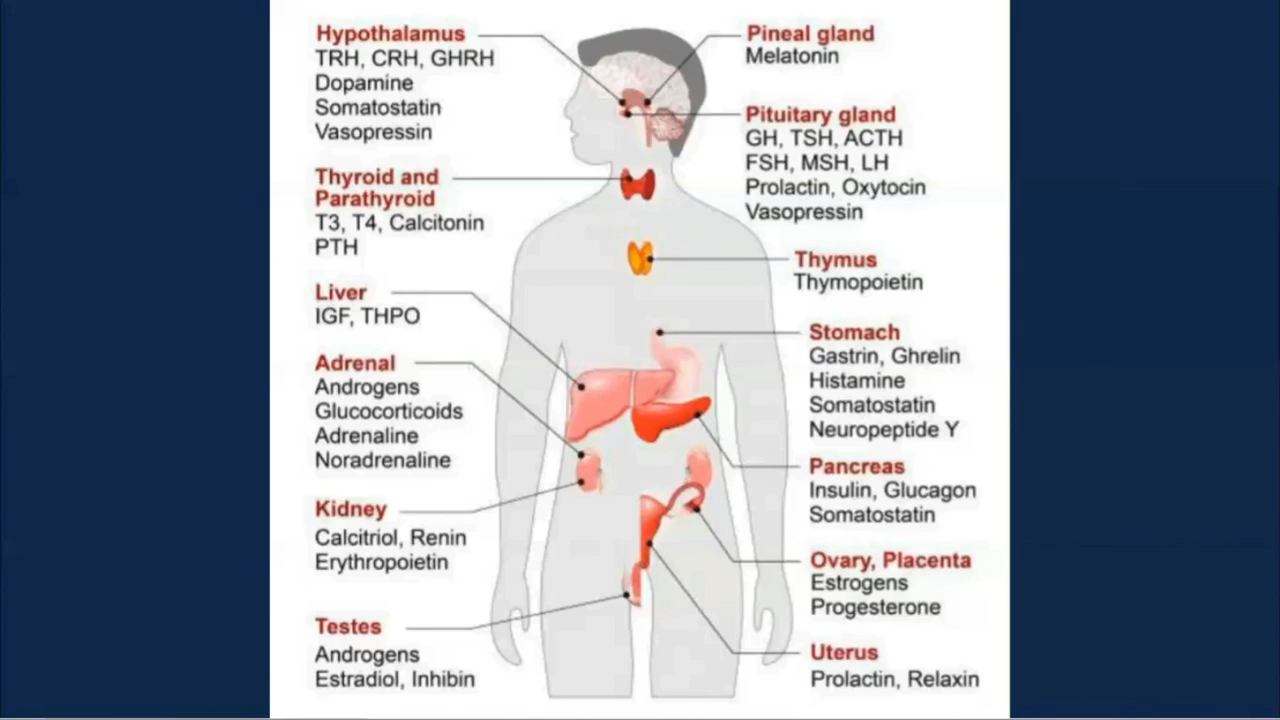 Hypothalamus
TRH, CRH, GHRH
Dopamine
Somatostatin
Vasopressin
Thyroid and
Parathyroid
T3, T4, Calcitonin
PTH
Liver
IGF, THPO
Adrenal
Androgens
Glucocorticoids
Adrenaline
Noradrenaline
Kidney
Calcitriol, Renin
Erythropoietin
Testes
Androgens
Estradiol, Inhibin
Pineal gland
Melatonin
Pituitary gland
GH, TSH, ACTH
FSH, MSH, LH
Prolactin, Oxytocin
Vasopressin
Thymus
Thymopoietin
Stomach
Gastrin, Ghrelin
Histamine
Somatostatin
Neuropeptide Y
Pancreas
Insulin, Glucagon
Somatostatin
Ovary, Placenta
Estrogens
Progesterone
Uterus
Prolactin, Relaxin